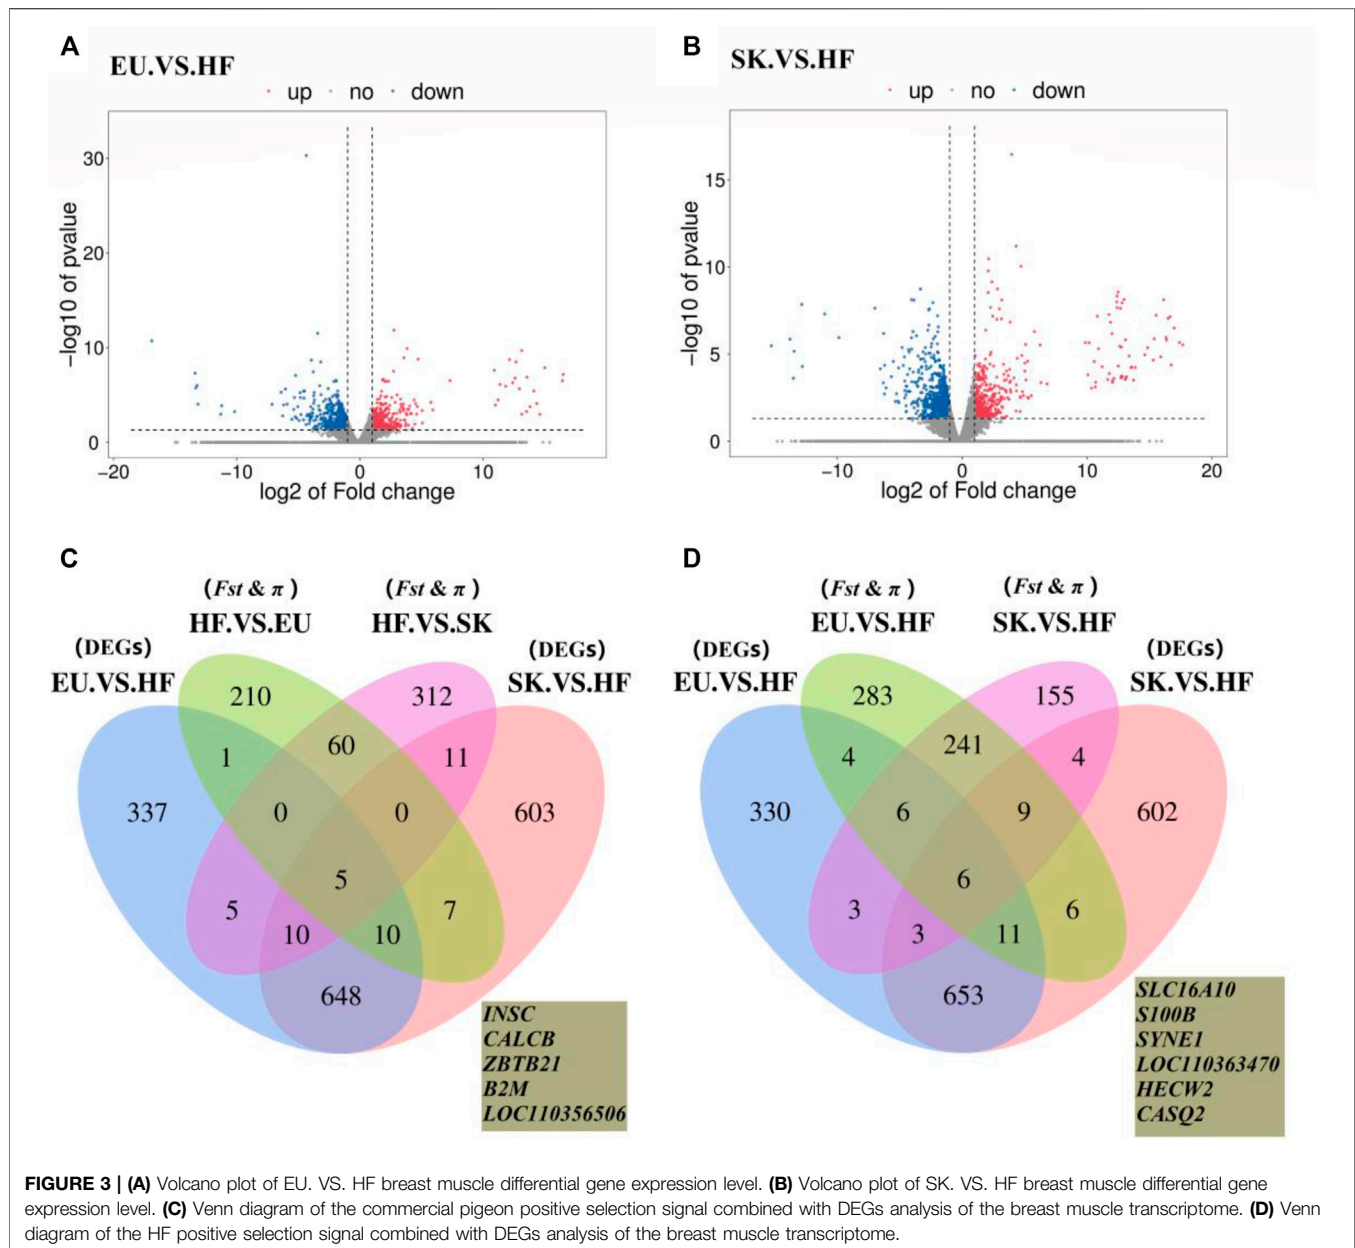 A
EU.VS.HF
up no down
30
20
10
0
−log10 of pvalue
−20 −10 0 10
log2 of Fold change
B
SK.VS.HF
up no down
15
10
5
0
−log10 of pvalue
−10 0 10 20
log2 of Fold change
C
(Fst & π)
HF.VS.EU
(Fst & π)
HF.VS.SK
(DEGs)
EU.VS.HF
(DEGs)
SK.VS.HF
210
312
1
60
11
337
0
0
603
5
5
7
10
10
648
INSC
CALCB
ZBTB21
B2M
LOC110356506
D
(Fst & π)
EU.VS.HF
(Fst & π)
SK.VS.HF
(DEGs)
EU.VS.HF
(DEGs)
SK.VS.HF
283
155
4
241
4
330
6
9
602
6
3
6
3
11
653
SLC16A10
S100B
SYNE1
LOC110363470
HECW2
CASQ2
FIGURE 3 | (A) Volcano plot of EU. VS. HF breast muscle differential gene expression level. (B) Volcano plot of SK. VS. HF breast muscle differential gene
expression level. (C) Venn diagram of the commercial pigeon positive selection signal combined with DEGs analysis of the breast muscle transcriptome. (D) Venn
diagram of the HF positive selection signal combined with DEGs analysis of the breast muscle transcriptome.